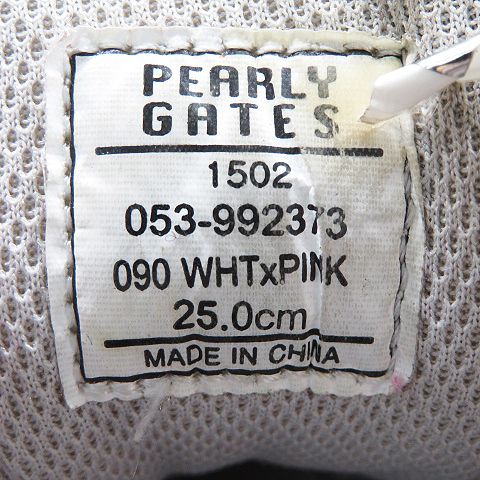 PEARLY
GATES
1502
053-992373
090 WHTxPINK
25.0cm
MADE IN CHINA